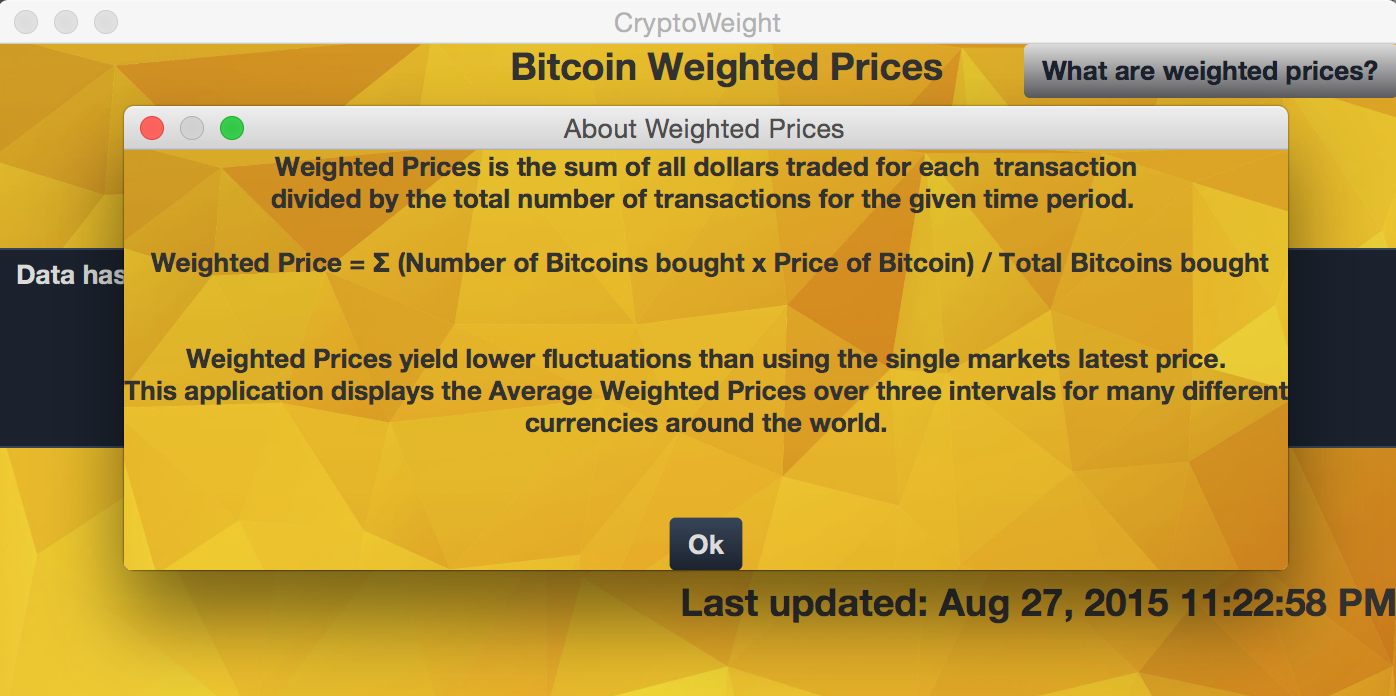 CryptoWeight
Bitcoin Weighted Prices
What are weighted prices?
About Weighted Prices
Weighted Prices is the sum of all dollars traded for each  transaction
divided by the total number of transactions for the given time period.
Weighted Price = Σ (Number of Bitcoins bought x Price of Bitcoin) / Total Bitcoins bought
Data has
Weighted Prices yield lower fluctuations than using the single markets latest price.
This application displays the Average Weighted Prices over three intervals for many different
currencies around the world.
Ok
Last updated: Aug 27, 2015 11:22:58 PM